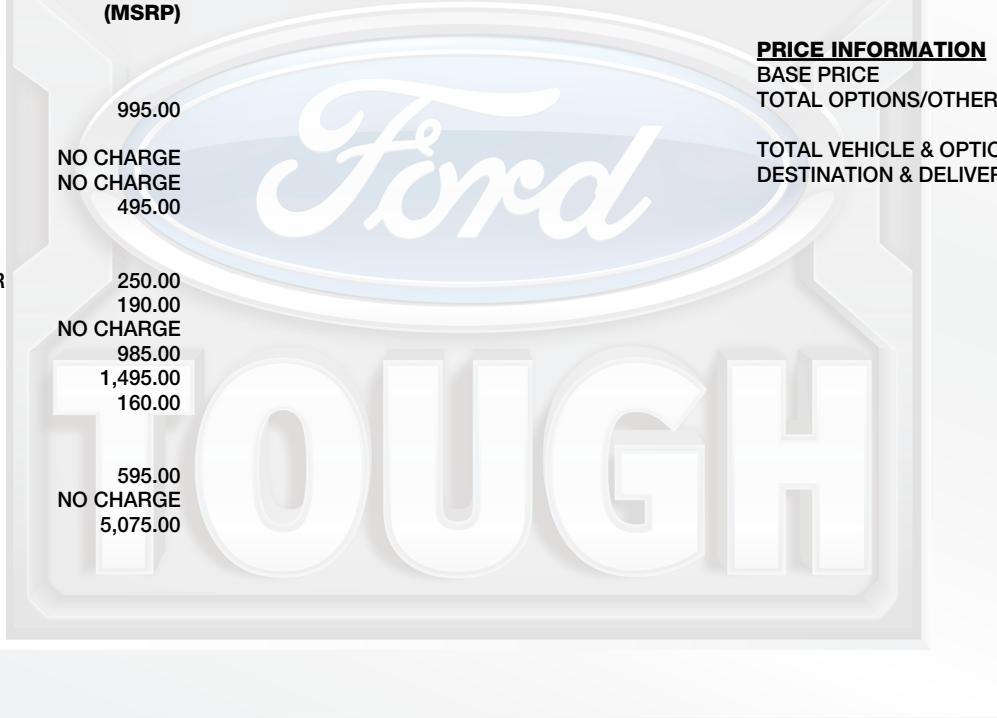 (MSRP)
995.00
NO CHARGE
NO CHARGE
495.00
R 250.00
190.00
NO CHARGE
985.00
1,495.00
160.00
595.00
NO CHARGE
5,075.00
PRICE INFORMATION
BASE PRICE
TOTAL OPTIONS/OTHER
TOTAL VEHICLE & OPTIO
DESTINATION & DELIVER
Ford
TOUGH